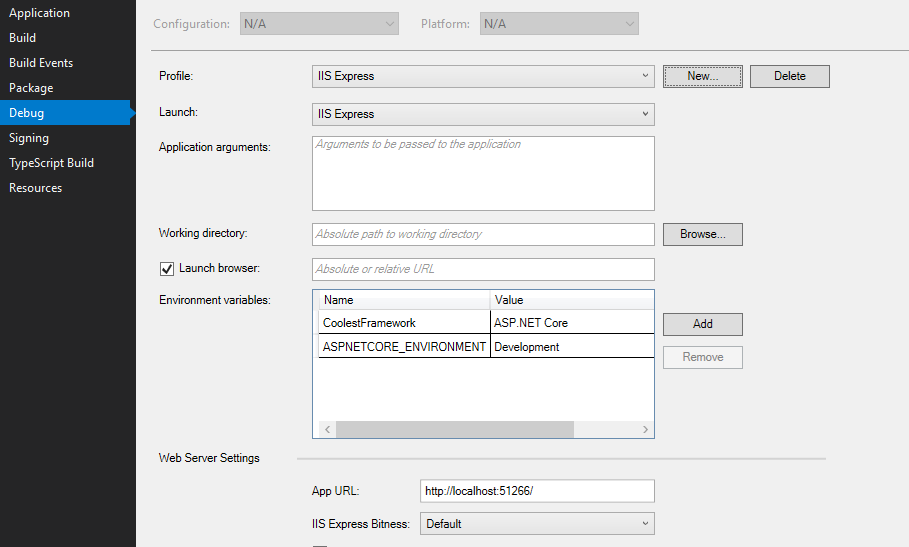 Application
Build
Build Events
Package
Debug
Signing
TypeScript Build
Resources
Configuration: N/A Platform: N/A
Profile: IIS Express New... Delete
Launch: IIS Express
Application arguments: Arguments to be passed to the application
Working directory: Absolute path to working directory Browse...
Launch browser: Absolute or relative URL
Environment variables: Name Value
CoolestFramework ASP.NET Core Add
ASPNETCORE_ENVIRONMENT Development Remove
Web Server Settings
App URL: http://localhost:51266/
IIS Express Bitness: Default